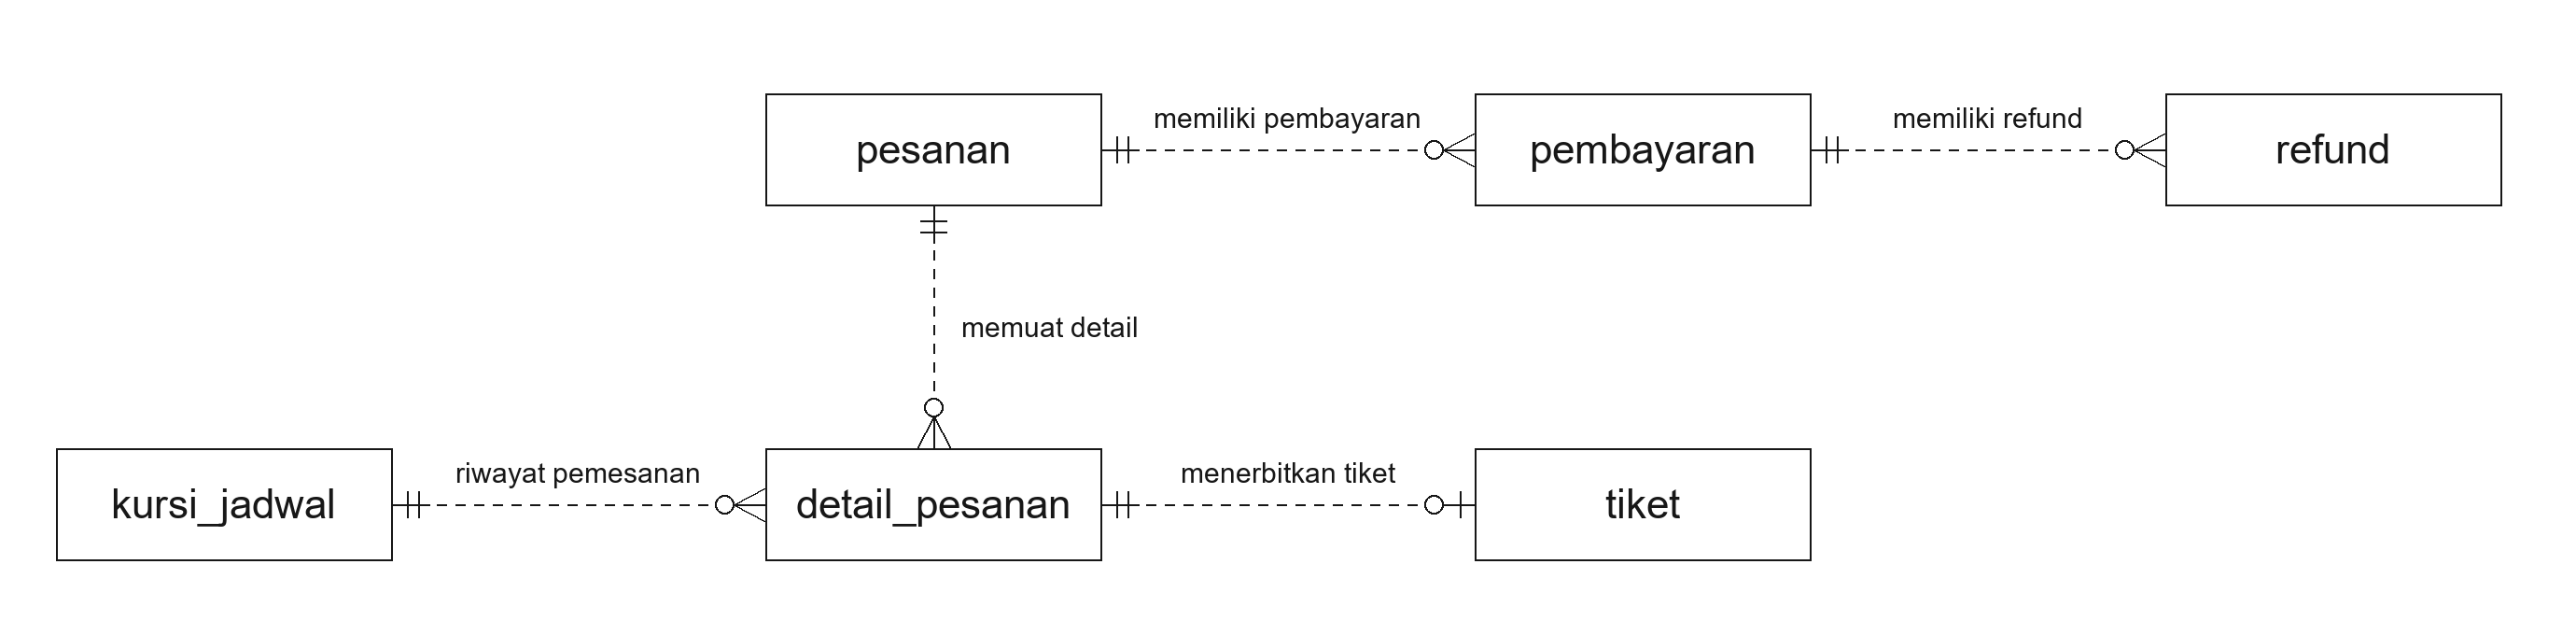 pesanan
memiliki pembayaran
pembayaran
memiliki refund
refund
memuat detail
kursi_jadwal
riwayat pemesanan
detail_pesanan
menerbitkan tiket
tiket